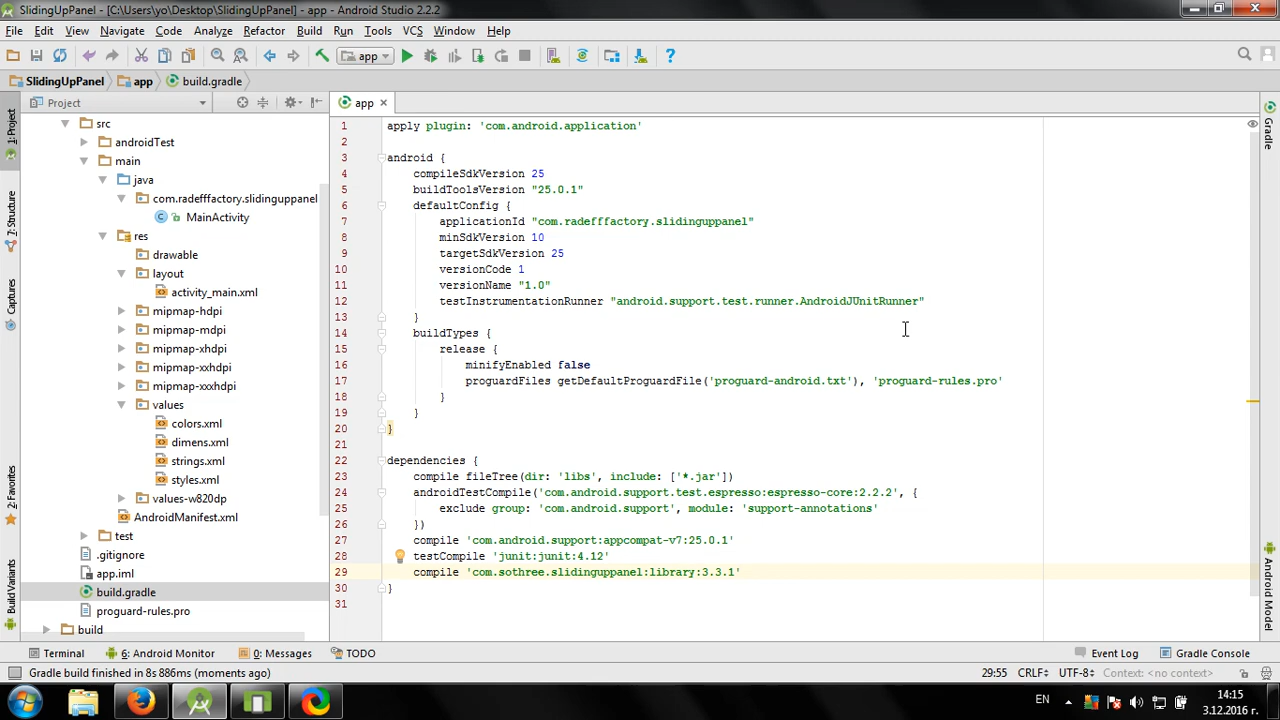 SlidingUpPanel - [C:\Users\yo\Desktop\SlidingUpPanel] - app - Android Studio 2.2.2
File Edit View Navigate Code Analyze Refactor Build Run Tools VCS Window Help
app
SlidingUpPanel app build.gradle
Project
app
1: Project
7: Structure
Captures
2: Favorites
Build Variants
src
androidTest
main
java
com.radefffactory.slidinguppanel
MainActivity
res
drawable
layout
activity_main.xml
mipmap-hdpi
mipmap-mdpi
mipmap-xhdpi
mipmap-xxhdpi
mipmap-xxxhdpi
values
colors.xml
dimens.xml
strings.xml
styles.xml
values-w820dp
AndroidManifest.xml
test
.gitignore
app.iml
build.gradle
proguard-rules.pro
build
1 apply plugin: 'com.android.application'
2
3 android {
4 compileSdkVersion 25
5 buildToolsVersion "25.0.1"
6 defaultConfig {
7 applicationId "com.radefffactory.slidinguppanel"
8 minSdkVersion 10
9 targetSdkVersion 25
10 versionCode 1
11 versionName "1.0"
12 testInstrumentationRunner "android.support.test.runner.AndroidJUnitRunner"
13 }
14 buildTypes {
15 release {
16 minifyEnabled false
17 proguardFiles getDefaultProguardFile('proguard-android.txt'), 'proguard-rules.pro'
18 }
19 }
20 }
21
22 dependencies {
23 compile fileTree(dir: 'libs', include: ['*.jar'])
24 androidTestCompile('com.android.support.test.espresso:espresso-core:2.2.2', {
25 exclude group: 'com.android.support', module: 'support-annotations'
26 })
27 compile 'com.android.support:appcompat-v7:25.0.1'
28 testCompile 'junit:junit:4.12'
29 compile 'com.sothree.slidinguppanel:library:3.3.1'
30 }
31
Gradle
Android Model
Terminal 6: Android Monitor 0: Messages TODO Event Log Gradle Console
Gradle build finished in 8s 886ms (moments ago) 29:55 CRLF UTF-8 Context: <no context>
EN 14:15
3.12.2016 г.